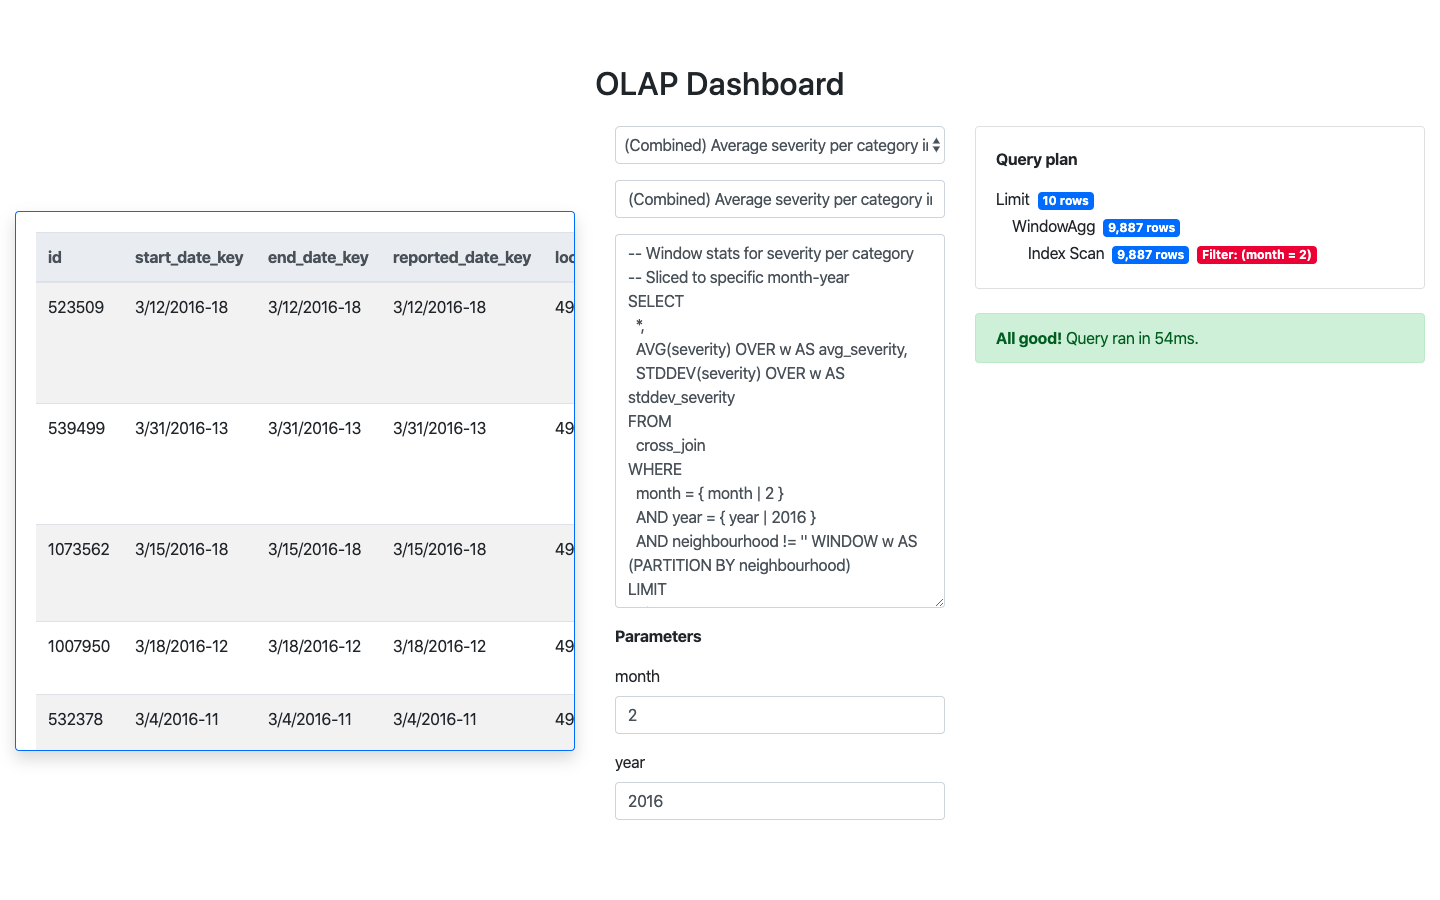 OLAP Dashboard
id start_date_key end_date_key reported_date_key loc
523509 3/12/2016-18 3/12/2016-18 3/12/2016-18 49
539499 3/31/2016-13 3/31/2016-13 3/31/2016-13 49
1073562 3/15/2016-18 3/15/2016-18 3/15/2016-18 49
1007950 3/18/2016-12 3/18/2016-12 3/18/2016-12 49
532378 3/4/2016-11 3/4/2016-11 3/4/2016-11 49
(Combined) Average severity per category in
(Combined) Average severity per category in
-- Window stats for severity per category
-- Sliced to specific month-year
SELECT
*,
AVG(severity) OVER w AS avg_severity,
STDDEV(severity) OVER w AS
stddev_severity
FROM
cross_join
WHERE
month = { month | 2 }
AND year = { year | 2016 }
AND neighbourhood != '' WINDOW w AS
(PARTITION BY neighbourhood)
LIMIT
Parameters
month
2
year
2016
Query plan
Limit 10 rows
WindowAgg 9,887 rows
Index Scan 9,887 rows Filter: (month = 2)
All good! Query ran in 54ms.